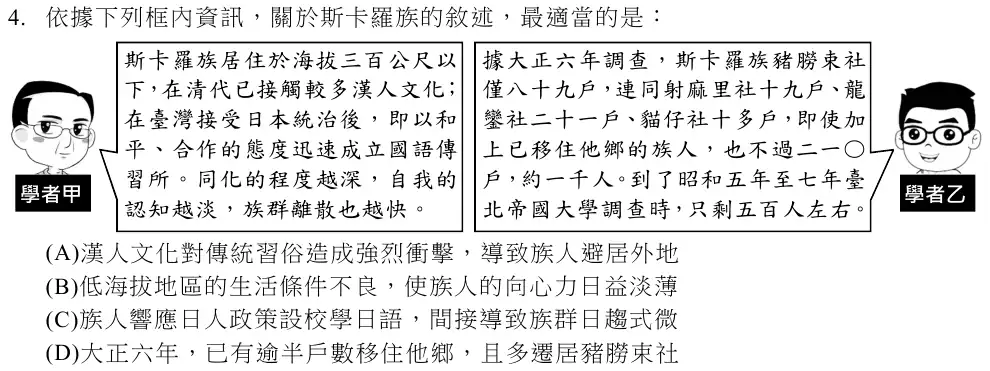 4. 依據下列框內資訊，關於斯卡羅族的敘述，最適當的是：
斯卡羅族居住於海拔三百公尺以
下，在清代已接觸較多漢人文化；
在臺灣接受日本統治後，即以和
平、合作的態度迅速成立國語傳
習所。同化的程度越深，自我的
認知越淡，族群離散也越快。
學者甲
據大正六年調查，斯卡羅族豬朥束社
僅八十九戶，連同射麻里社十九戶、龍
鑾社二十一戶、貓仔社十多戶，即使加
上已移住他鄉的族人，也不過二一〇
戶，約一千人。到了昭和五年至七年臺
北帝國大學調查時，只剩五百人左右。
學者乙
(A)漢人文化對傳統習俗造成強烈衝擊，導致族人避居外地
(B)低海拔地區的生活條件不良，使族人的向心力日益淡薄
(C)族人響應日人政策設校學日語，間接導致族群日趨式微
(D)大正六年，已有逾半戶數移住他鄉，且多遷居豬朥束社